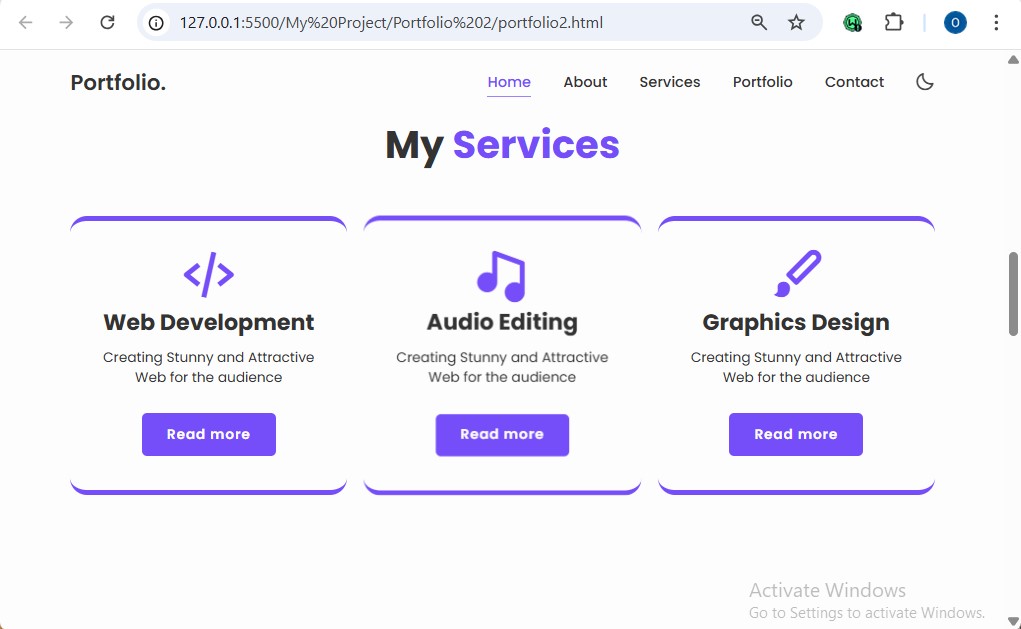 127.0.0.1:5500/My%20Project/Portfolio%202/portfolio2.html
O
Portfolio.
Home About Services Portfolio Contact
My Services
Web Development
Creating Stunny and Attractive
Web for the audience
Read more
Audio Editing
Creating Stunny and Attractive
Web for the audience
Read more
Graphics Design
Creating Stunny and Attractive
Web for the audience
Read more
Activate Windows
Go to Settings to activate Windows.